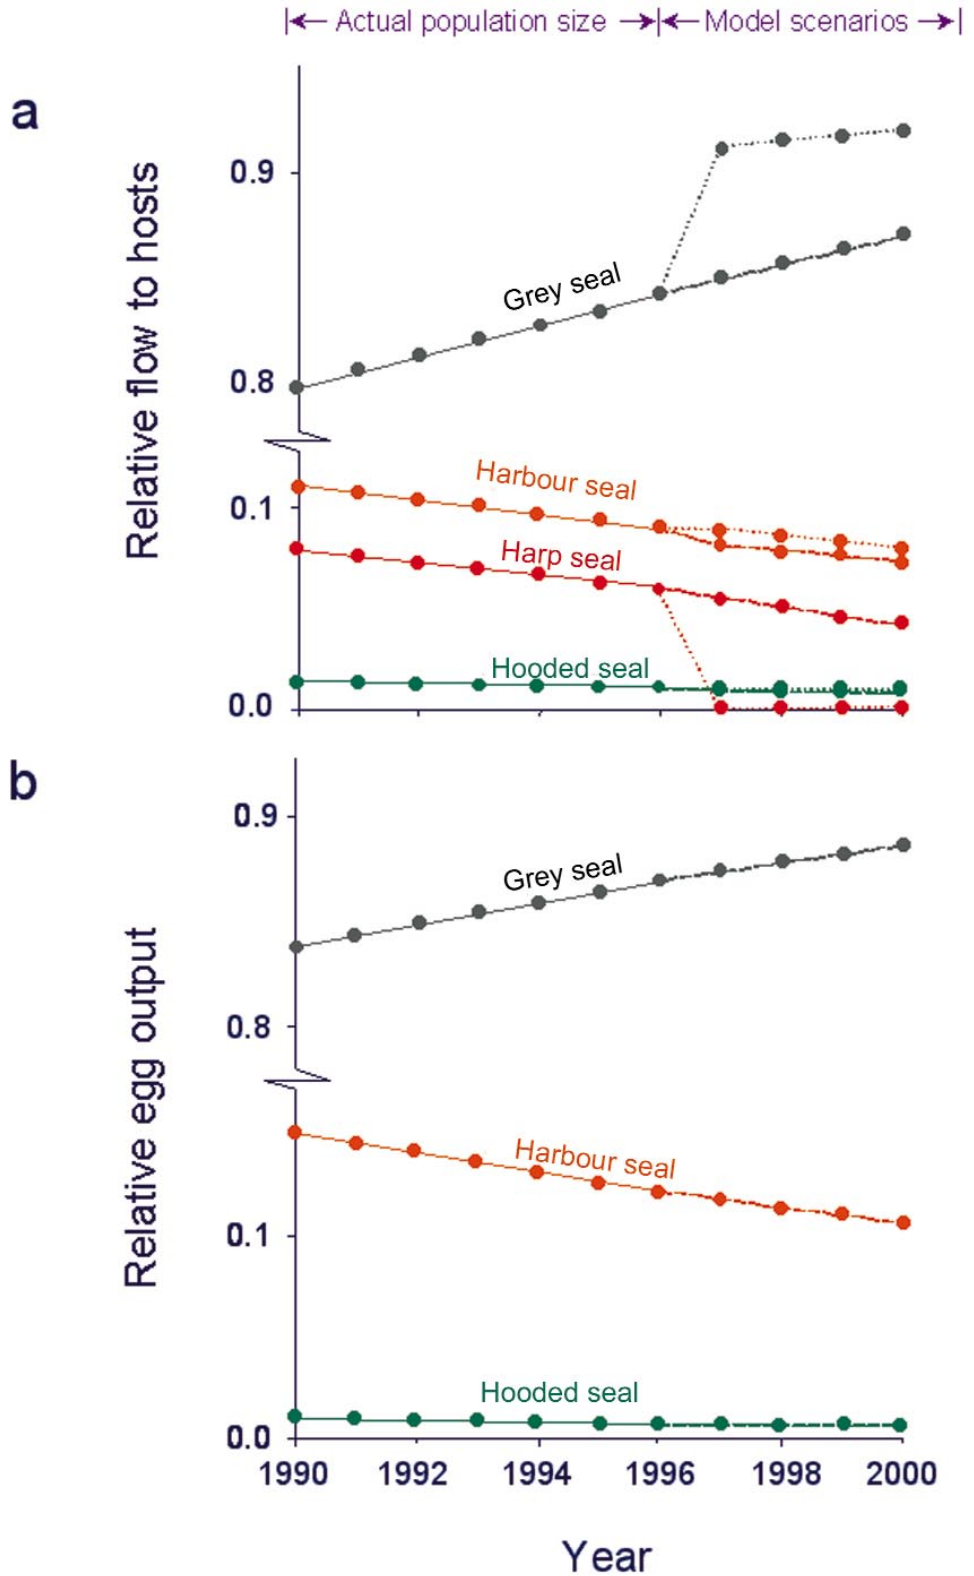 Actual population size Model scenarios
a
Relative flow to hosts
0.9
0.8
0.1
0.0
Grey seal
Harbour seal
Harp seal
Hooded seal
b
Relative egg output
0.9
0.8
0.1
0.0
Grey seal
Harbour seal
Hooded seal
1990 1992 1994 1996 1998 2000
Year